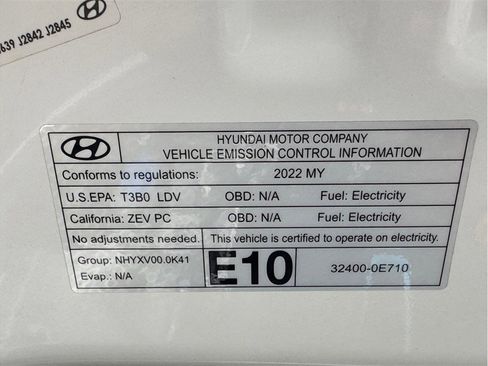 639 J2842 J2845
HYUNDAI MOTOR COMPANY
VEHICLE EMISSION CONTROL INFORMATION
Conforms to regulations: 2022 MY
U.S.EPA: T3B0 LDV OBD: N/A Fuel: Electricity
California: ZEV PC OBD: N/A Fuel: Electricity
No adjustments needed. This vehicle is certified to operate on electricity.
Group: NHYXV00.0K41
Evap.: N/A
E10
32400-0E710